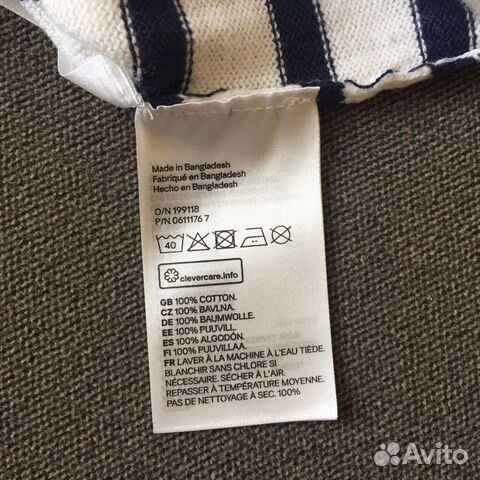 Made in Bangladesh
Fabriqué en Bangladesh
Hecho en Bangladesh
O/N 199118
P/N 0611176 7
40
clevercare.info
GB 100% COTTON.
CZ 100% BAVLNA.
DE 100% BAUMWOLLE.
EE 100% PUUVILL.
ES 100% ALGODÓN.
FI 100% PUUVILLAA.
FR LAVER À LA MACHINE À L'EAU TIÈDE.
BLANCHIMENT SANS CHLORE SI
NÉCESSAIRE. SÉCHER À L'AIR.
REPASSER À TEMPÉRATURE MOYENNE.
PAS DE NETTOYAGE À SEC. 100%
Avito